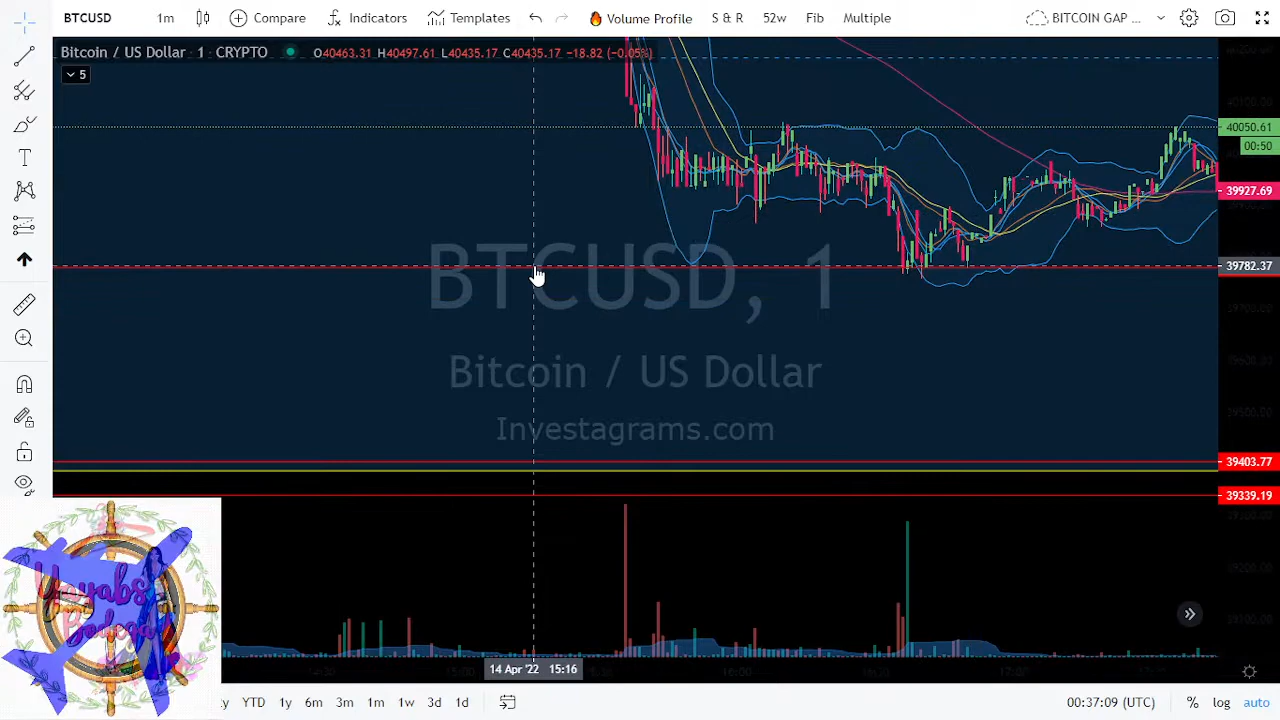 BTCUSD 1m Compare Indicators Templates Volume Profile S & R 52w Fib Multiple BITCOIN GAP ...
Bitcoin / US Dollar · 1 · CRYPTO O40463.31 H40497.61 L40435.17 C40435.17 −18.82 (−0.05%)
5
40050.61
00:50
39927.69
BTCUSD, 1
39782.37
Bitcoin / US Dollar
Investagrams.com
39403.77
39339.19
Yayabs
Bodega
14 Apr '22 15:16
YTD 1y 6m 3m 1m 1w 3d 1d 00:37:09 (UTC) % log auto